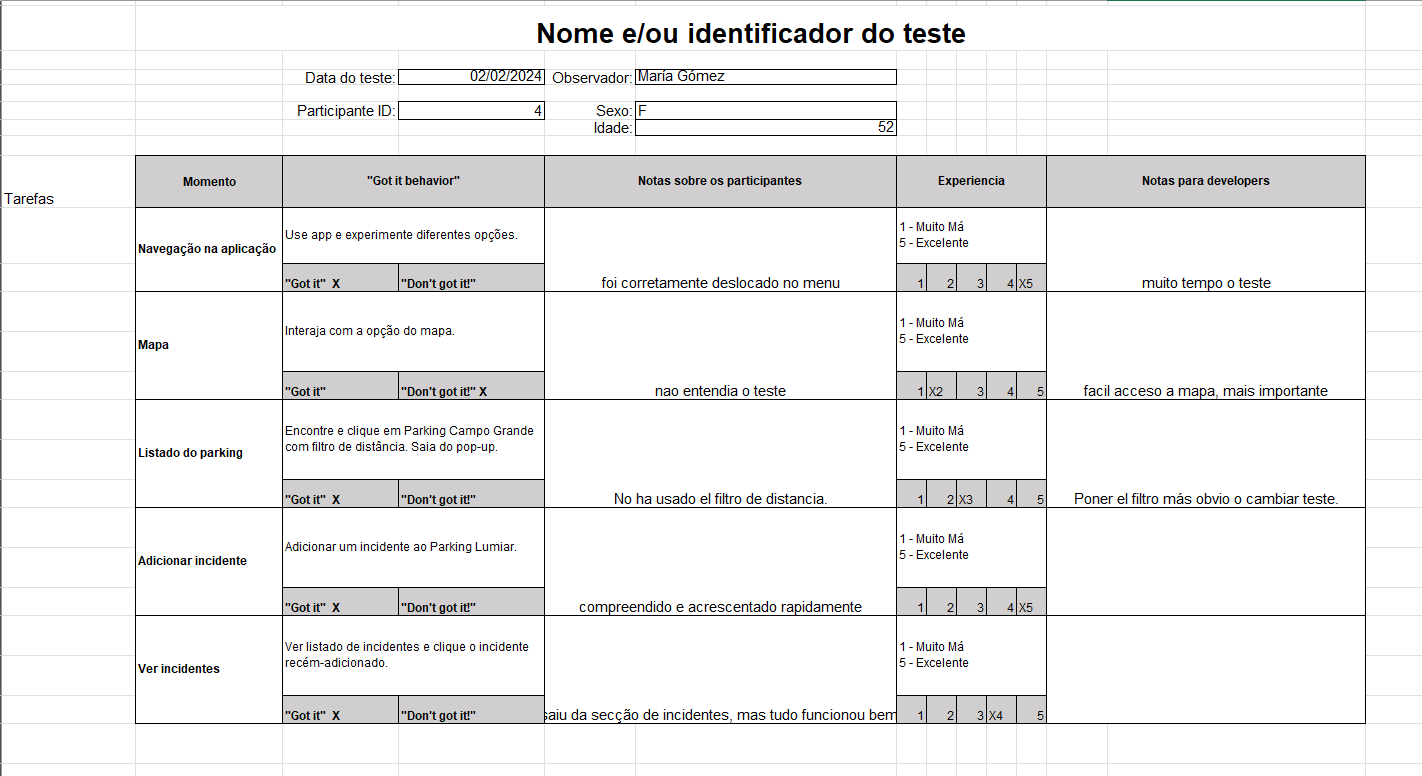 Nome e/ou identificador do teste
Data do teste: 02/02/2024 Observador: María Gómez
Participante ID: 4 Sexo: F
Idade: 52
Tarefas
Momento "Got it behavior" Notas sobre os participantes Experiencia Notas para developers
Navegação na aplicação
Use app e experimente diferentes opções.
1 - Muito Má
5 - Excelente
"Got it" X "Don't got it!" foi corretamente deslocado no menu 1 2 3 4 X5 muito tempo o teste
Mapa
Interaja com a opção do mapa.
1 - Muito Má
5 - Excelente
"Got it" "Don't got it!" X nao entendia o teste 1 X2 3 4 5 facil acceso a mapa, mais importante
Listado do parking
Encontre e clique em Parking Campo Grande
com filtro de distância. Saia do pop-up.
1 - Muito Má
5 - Excelente
"Got it" X "Don't got it!" No ha usado el filtro de distancia. 1 2 X3 4 5 Poner el filtro más obvio o cambiar teste.
Adicionar incidente
Adicionar um incidente ao Parking Lumiar.
1 - Muito Má
5 - Excelente
"Got it" X "Don't got it!" compreendido e acrescentado rapidamente 1 2 3 4 X5
Ver incidentes
Ver listado de incidentes e clique o incidente
recém-adicionado.
1 - Muito Má
5 - Excelente
"Got it" X "Don't got it!" saiu da secção de incidentes, mas tudo funcionou bem 1 2 3 X4 5